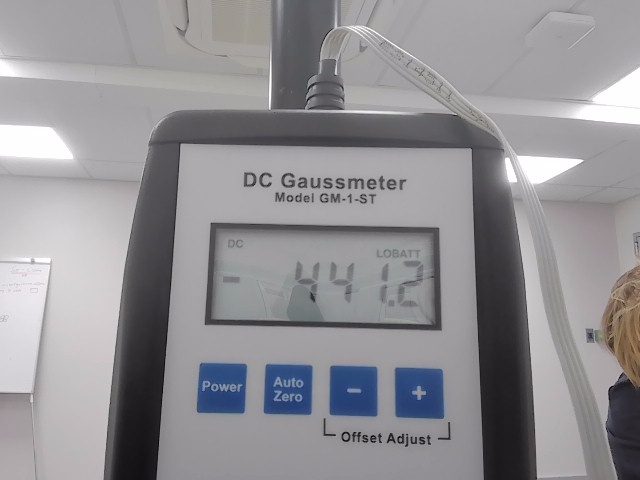 DC Gaussmeter
Model GM-1-ST
DC
LOBATT
- 441.2
Power
Auto
Zero
-
+
Offset Adjust